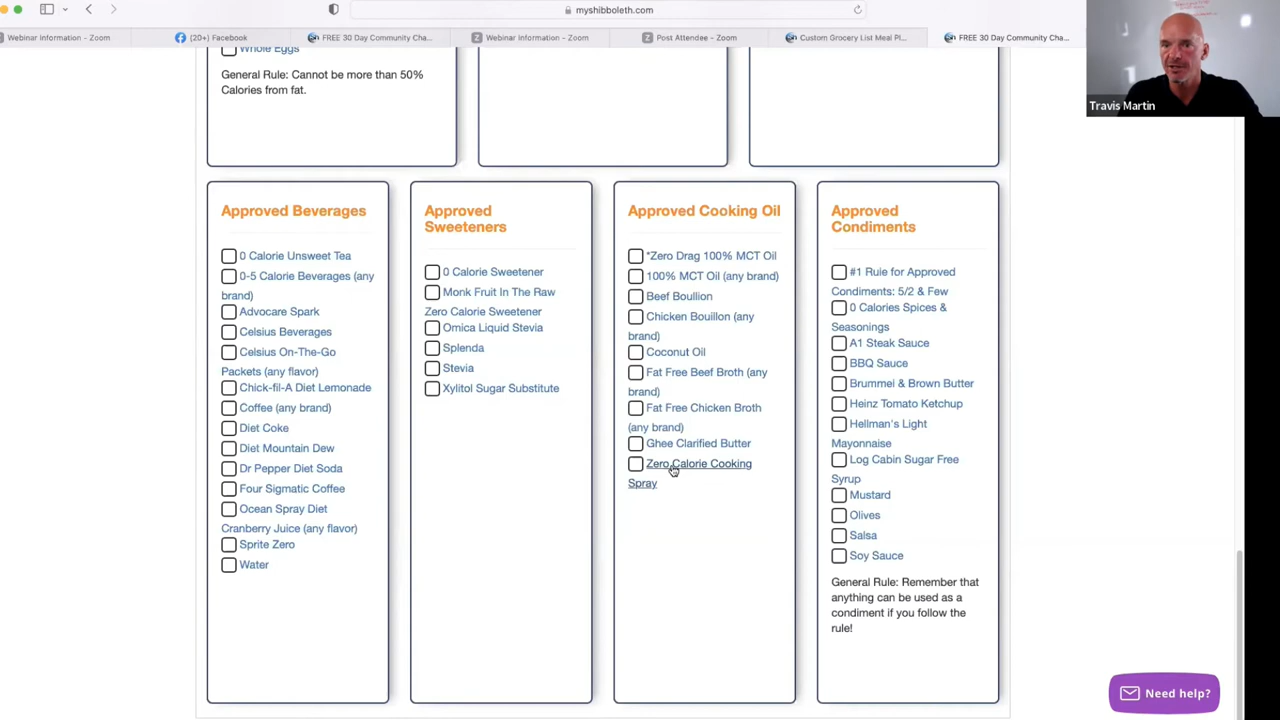 myshibboleth.com
Webinar Information - Zoom
(20+) Facebook
FREE 30 Day Community Cha...
Webinar Information - Zoom
Post Attendee - Zoom
Custom Grocery List Meal Pl...
FREE 30 Day Community Cha...
Travis Martin
Whole Eggs
General Rule: Cannot be more than 50%
Calories from fat.
Approved Beverages
0 Calorie Unsweet Tea
0-5 Calorie Beverages (any
brand)
Advocare Spark
Celsius Beverages
Celsius On-The-Go
Packets (any flavor)
Chick-fil-A Diet Lemonade
Coffee (any brand)
Diet Coke
Diet Mountain Dew
Dr Pepper Diet Soda
Four Sigmatic Coffee
Ocean Spray Diet
Cranberry Juice (any flavor)
Sprite Zero
Water
Approved
Sweeteners
0 Calorie Sweetener
Monk Fruit In The Raw
Zero Calorie Sweetener
Omica Liquid Stevia
Splenda
Stevia
Xylitol Sugar Substitute
Approved Cooking Oil
*Zero Drag 100% MCT Oil
100% MCT Oil (any brand)
Beef Boullion
Chicken Bouillon (any
brand)
Coconut Oil
Fat Free Beef Broth (any
brand)
Fat Free Chicken Broth
(any brand)
Ghee Clarified Butter
Zero Calorie Cooking
Spray
Approved
Condiments
#1 Rule for Approved
Condiments: 5/2 & Few
0 Calories Spices &
Seasonings
A1 Steak Sauce
BBQ Sauce
Brummel & Brown Butter
Heinz Tomato Ketchup
Hellman's Light
Mayonnaise
Log Cabin Sugar Free
Syrup
Mustard
Olives
Salsa
Soy Sauce
General Rule: Remember that
anything can be used as a
condiment if you follow the
rule!
Need help?